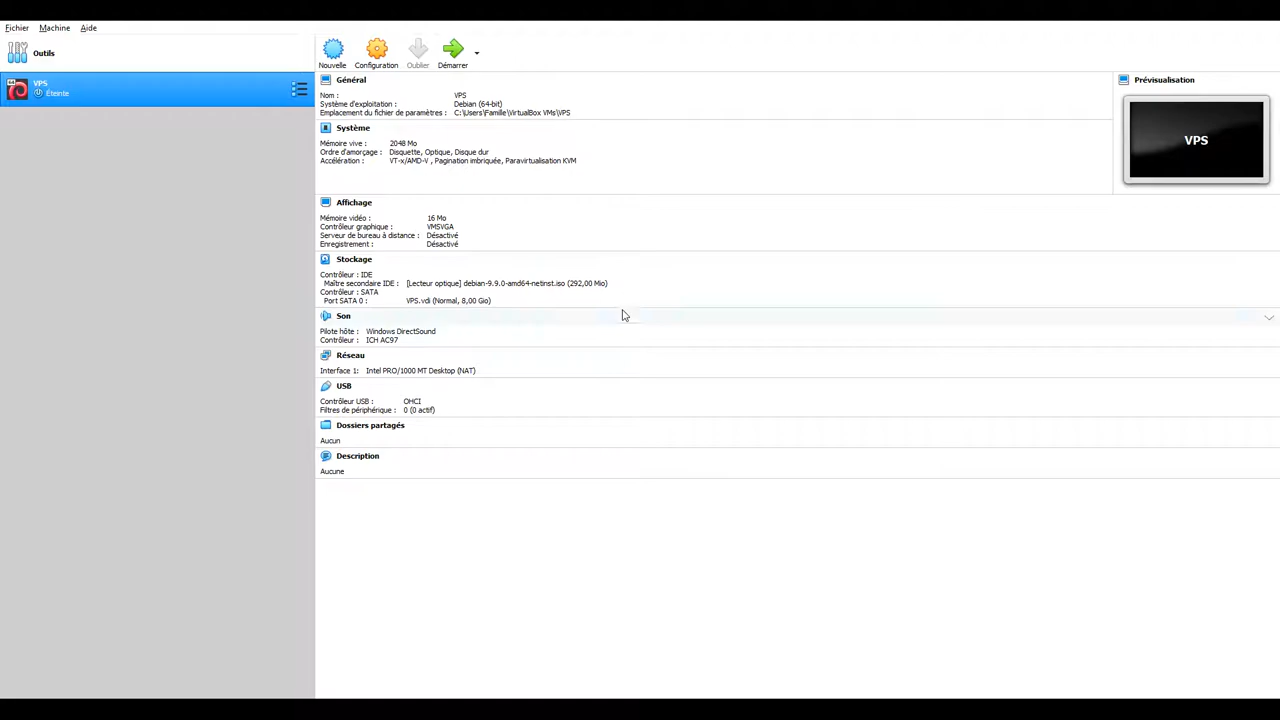 Fichier Machine Aide
Outils
Nouvelle Configuration Oublier Démarrer
64 VPS
Éteinte
Général
Nom : VPS
Système d'exploitation : Debian (64-bit)
Emplacement du fichier de paramètres : C:\Users\Famille\VirtualBox VMs\VPS
Prévisualisation
VPS
Système
Mémoire vive : 2048 Mo
Ordre d'amorçage : Disquette, Optique, Disque dur
Accélération : VT-x/AMD-V , Pagination imbriquée, Paravirtualisation KVM
Affichage
Mémoire vidéo : 16 Mo
Contrôleur graphique : VMSVGA
Serveur de bureau à distance : Désactivé
Enregistrement : Désactivé
Stockage
Contrôleur : IDE
Maître secondaire IDE : [Lecteur optique] debian-9.9.0-amd64-netinst.iso (292,00 Mio)
Contrôleur : SATA
Port SATA 0 : VPS.vdi (Normal, 8,00 Gio)
Son
Pilote hôte : Windows DirectSound
Contrôleur : ICH AC97
Réseau
Interface 1: Intel PRO/1000 MT Desktop (NAT)
USB
Contrôleur USB : OHCI
Filtres de périphérique : 0 (0 actif)
Dossiers partagés
Aucun
Description
Aucune